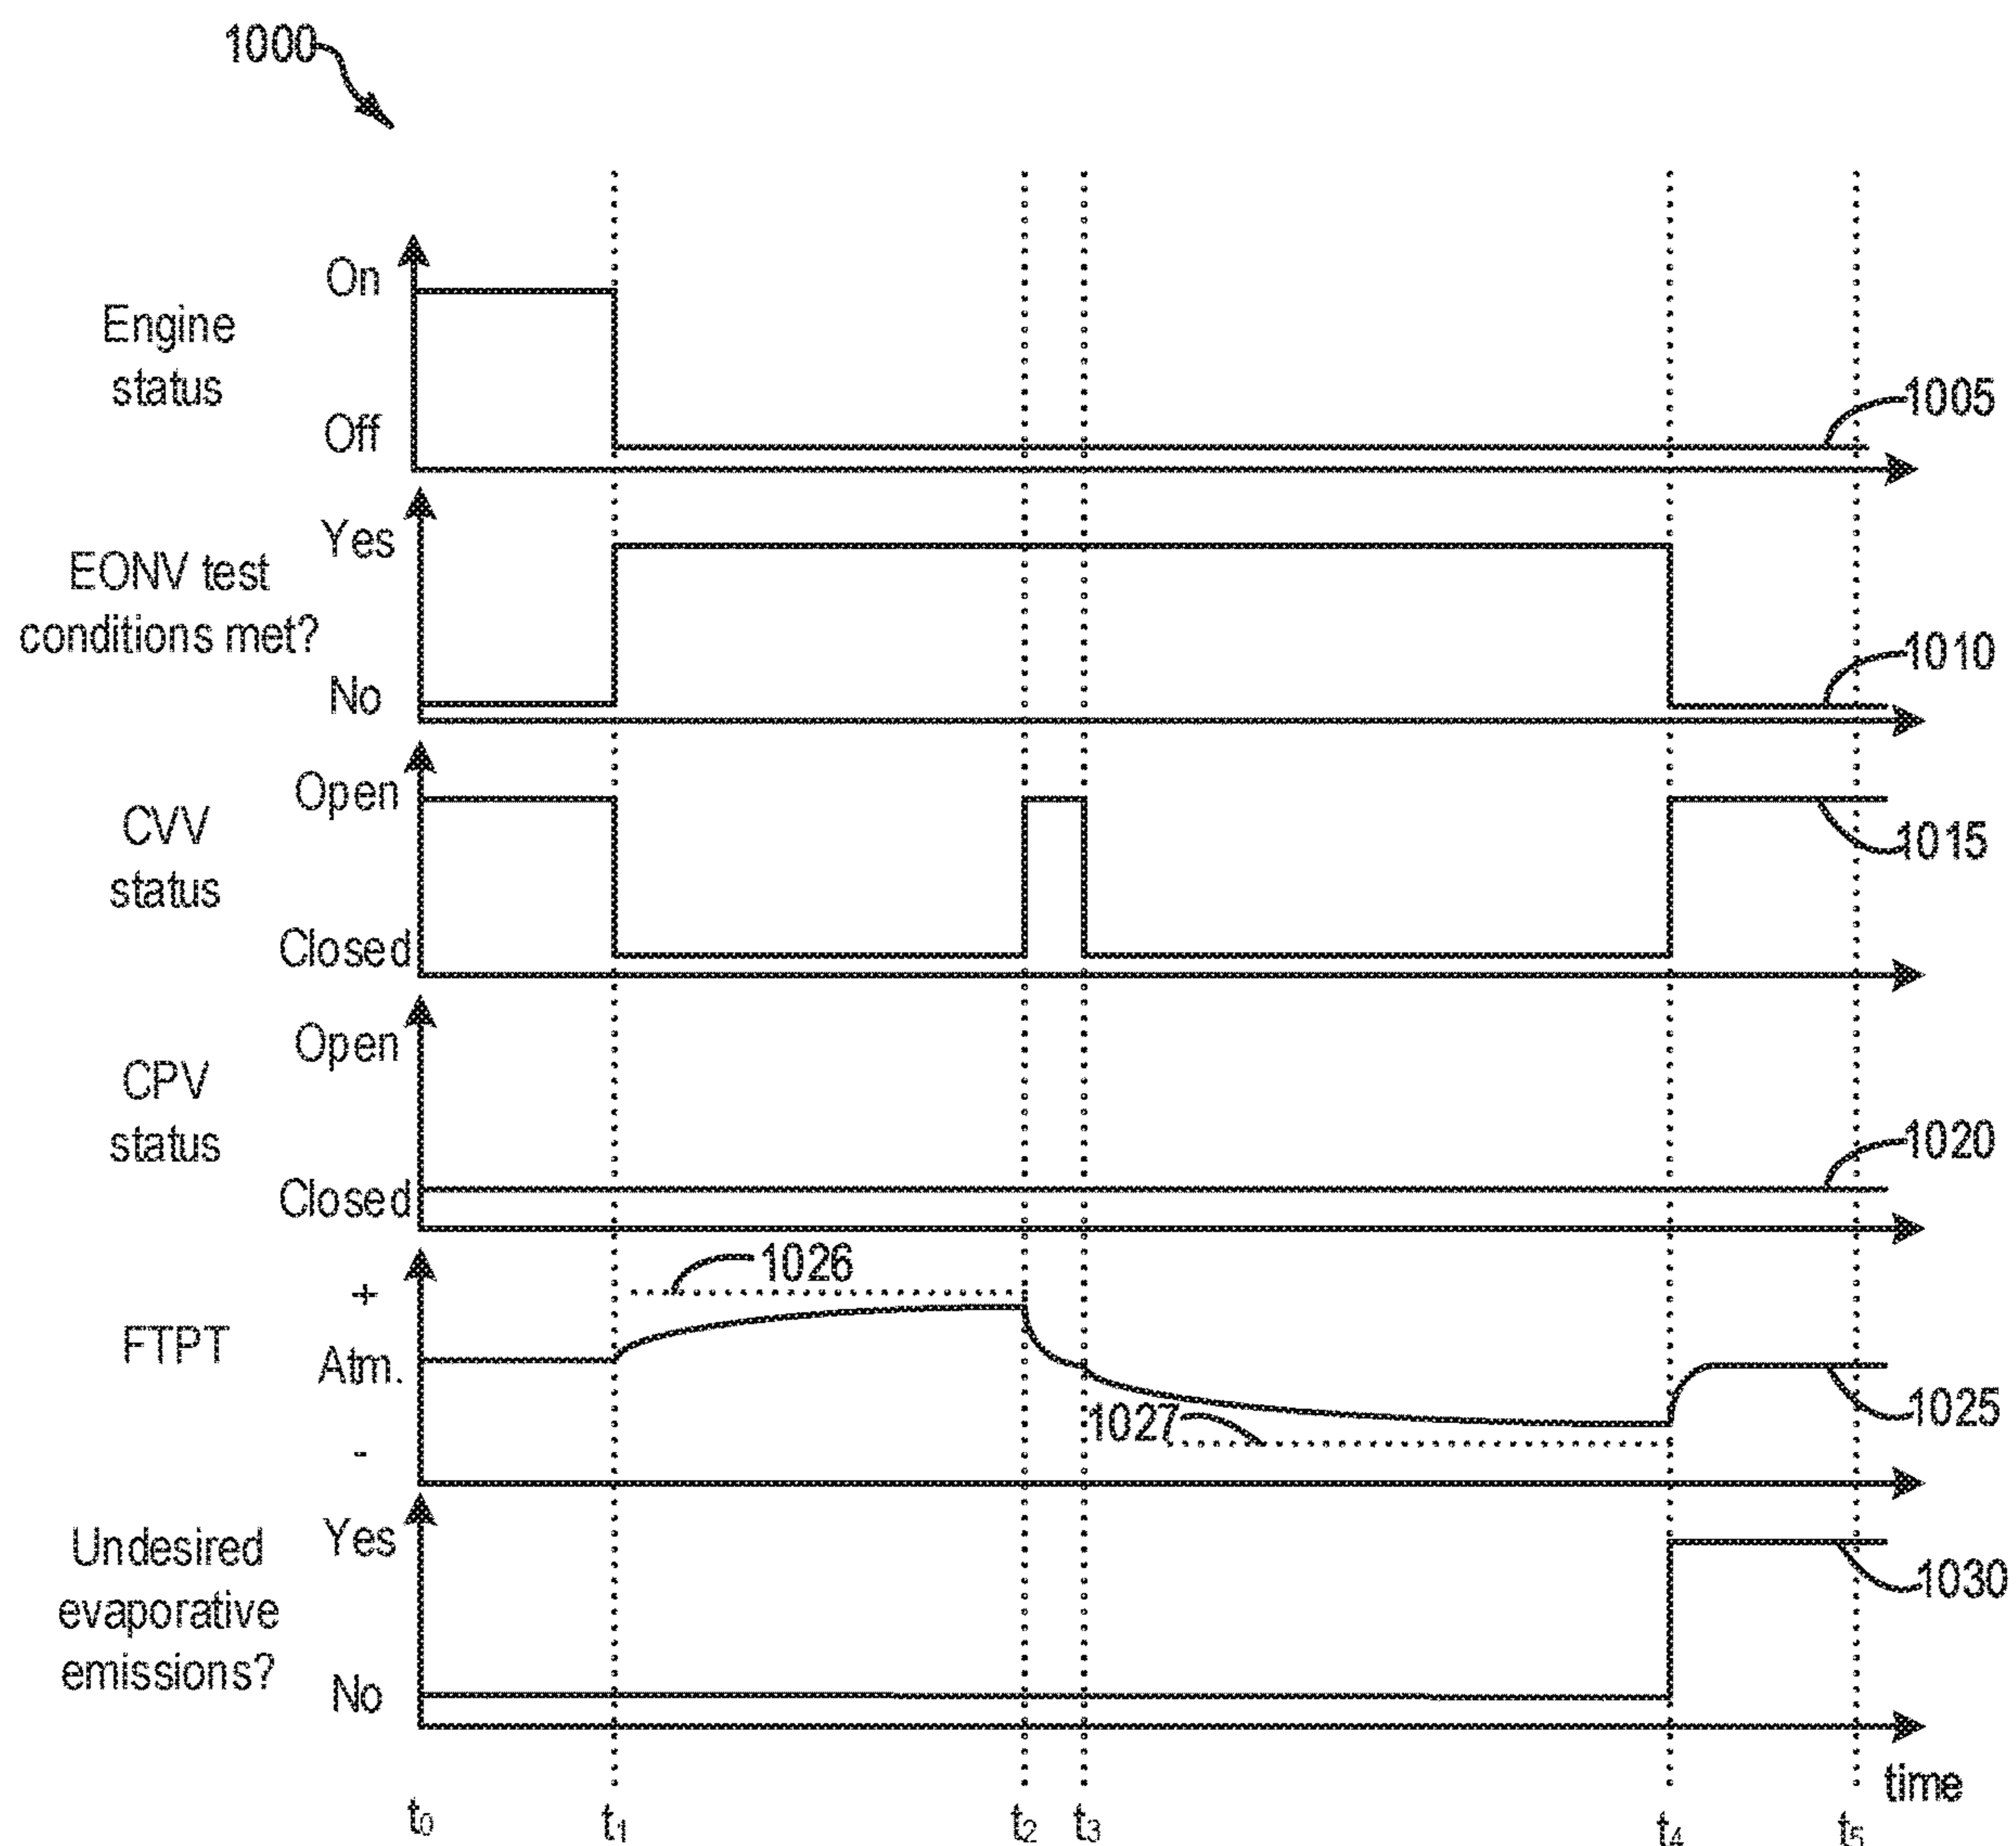 1000
Engine
status
On
Off
1005
EONV test
conditions met?
Yes
No
1010
CVV
status
Open
Closed
1015
CPV
status
Open
Closed
1020
FTPT
+
Atm.
-
1026
1027
1025
Undesired
evaporative
emissions?
Yes
No
1030
time
t0 t1 t2 t3 t4 t5